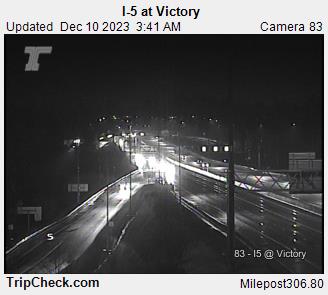 I-5 at Victory
Updated Dec 10 2023 3:41 AM Camera 83
T
83 - I5 @ Victory
S
TripCheck.com Milepost306.80